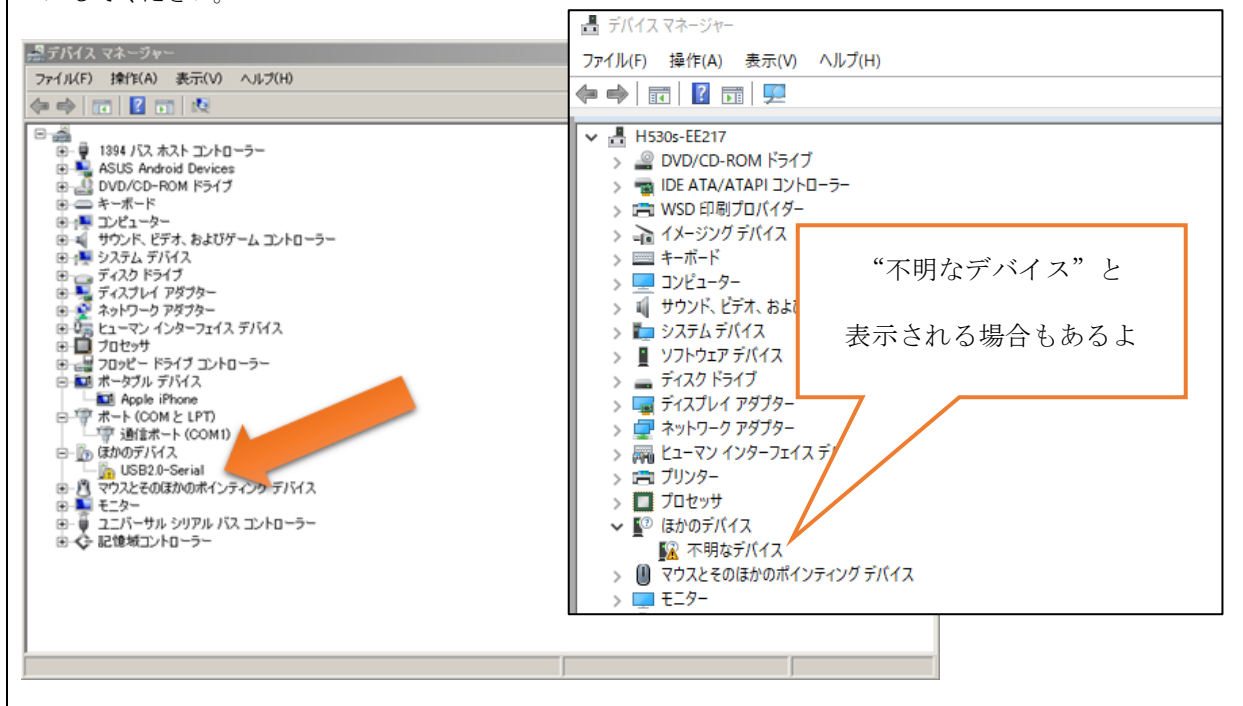 してください。
デバイス マネージャー
ファイル(F) 操作(A) 表示(V) ヘルプ(H)
1394 バス ホスト コントローラー
ASUS Android Devices
DVD/CD-ROM ドライブ
キーボード
コンピューター
サウンド、ビデオ、およびゲーム コントローラー
システム デバイス
ディスク ドライブ
ディスプレイ アダプター
ネットワーク アダプター
ヒューマン インターフェイス デバイス
プロセッサ
フロッピー ドライブ コントローラー
ポータブル デバイス
Apple iPhone
ポート (COM と LPT)
通信ポート (COM1)
ほかのデバイス
USB2.0-Serial
マウスとそのほかのポインティング デバイス
モニター
ユニバーサル シリアル バス コントローラー
記憶域コントローラー
デバイス マネージャー
ファイル(F) 操作(A) 表示(V) ヘルプ(H)
H530s-EE217
DVD/CD-ROM ドライブ
IDE ATA/ATAPI コントローラー
WSD 印刷プロバイダー
イメージング デバイス
キーボード
コンピューター
サウンド、ビデオ、およ
システム デバイス
ソフトウェア デバイス
ディスク ドライブ
ディスプレイ アダプター
ネットワーク アダプター
ヒューマン インターフェイス デ
プリンター
プロセッサ
ほかのデバイス
不明なデバイス
マウスとそのほかのポインティング デバイス
モニター
“不明なデバイス”と
表示される場合もあるよ